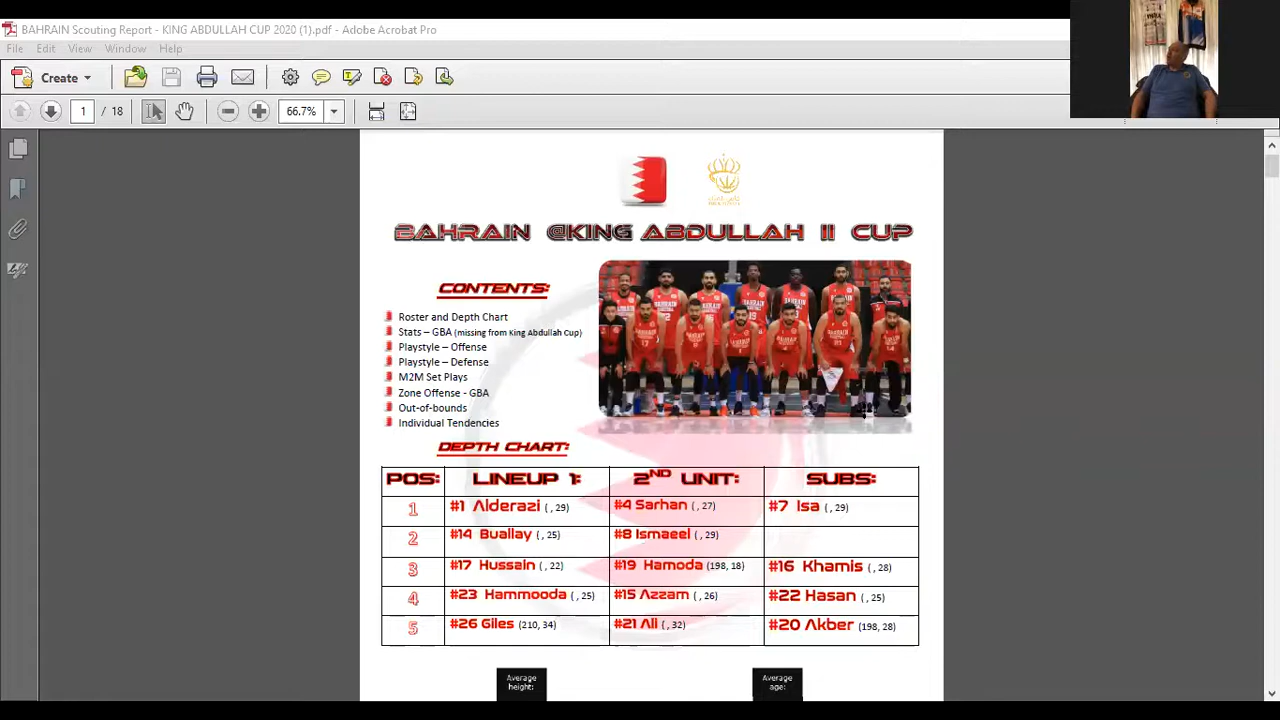 BAHRAIN Scouting Report - KING ABDULLAH CUP 2020 (1).pdf - Adobe Acrobat Pro
File Edit View Window Help
Create
1 / 18 66.7%
BAHRAIN @KING ABDULLAH II CUP
CONTENTS:
Roster and Depth Chart
Stats – GBA (missing from King Abdullah Cup)
Playstyle – Offense
Playstyle – Defense
M2M Set Plays
Zone Offense - GBA
Out-of-bounds
Individual Tendencies
DEPTH CHART:
POS: LINEUP 1: 2ND UNIT: SUBS:
1 #1 Alderazi ( , 29) #4 Sarhan ( , 27) #7 Isa ( , 29)
2 #14 Buallay ( , 25) #8 Ismaeel ( , 29)
3 #17 Hussain ( , 22) #19 Hamoda (198, 18) #16 Khamis ( , 28)
4 #23 Hammooda ( , 25) #15 Azzam ( , 26) #22 Hasan ( , 25)
5 #26 Giles (210, 34) #21 Ali ( , 32) #20 Akber (198, 28)
Average height:
Average age: